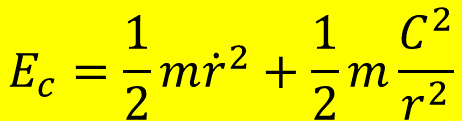 E_c = \frac{1}{2} m\dot{r}^2 + \frac{1}{2} m \frac{C^2}{r^2}